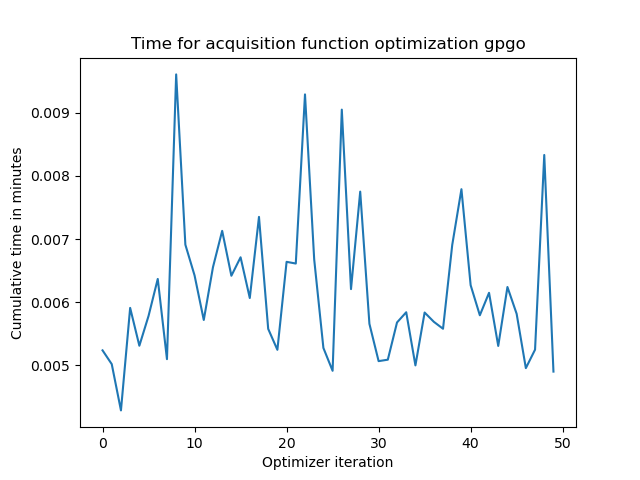 Time for acquisition function optimization gpgo
Cumulative time in minutes
0.009
0.008
0.007
0.006
0.005
0 10 20 30 40 50
Optimizer iteration